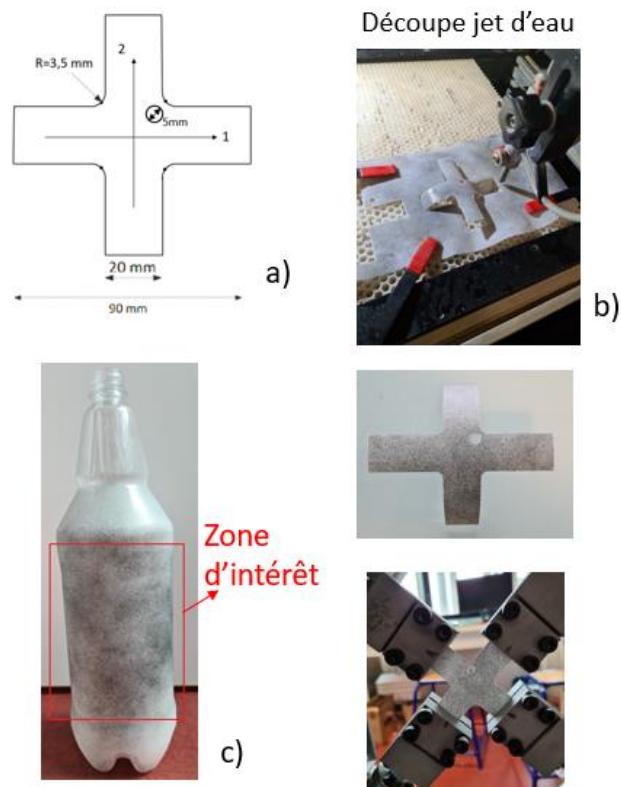 a)
R=3,5 mm
2
5mm
1
20 mm
90 mm
Découpe jet d'eau
b)
Zone
d'intérêt
c)